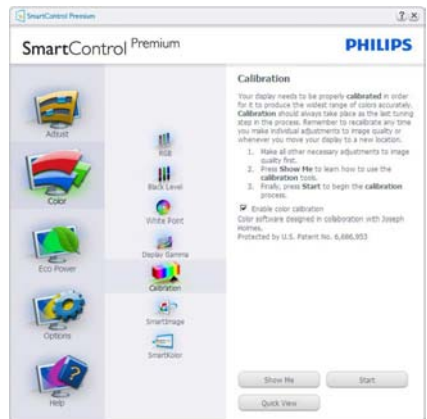 SmartControl Premium
SmartControl Premium
PHILIPS
Adjust
Color
Eco Power
Options
Help
RGB
Black Level
White Point
Display Gamma
Calibration
SmartImage
SmartKolor
Calibration
Your display needs to be properly calibrated in order
for it to produce the widest range of colors accurately.
Calibration should always take place as the last tuning
step in the process. Remember to recalibrate any time
you make individual adjustments to image quality or
whenever you move your display to a new location.
1. Make all other necessary adjustments to image
quality first.
2. Press Show Me to learn how to use the
calibration tools.
3. Finally, press Start to begin the calibration
process.
Enable color calibration
Color software designed in collaboration with Joseph
Holmes.
Protected by U.S. Patent No. 6,686,953
Show Me
Start
Quick View